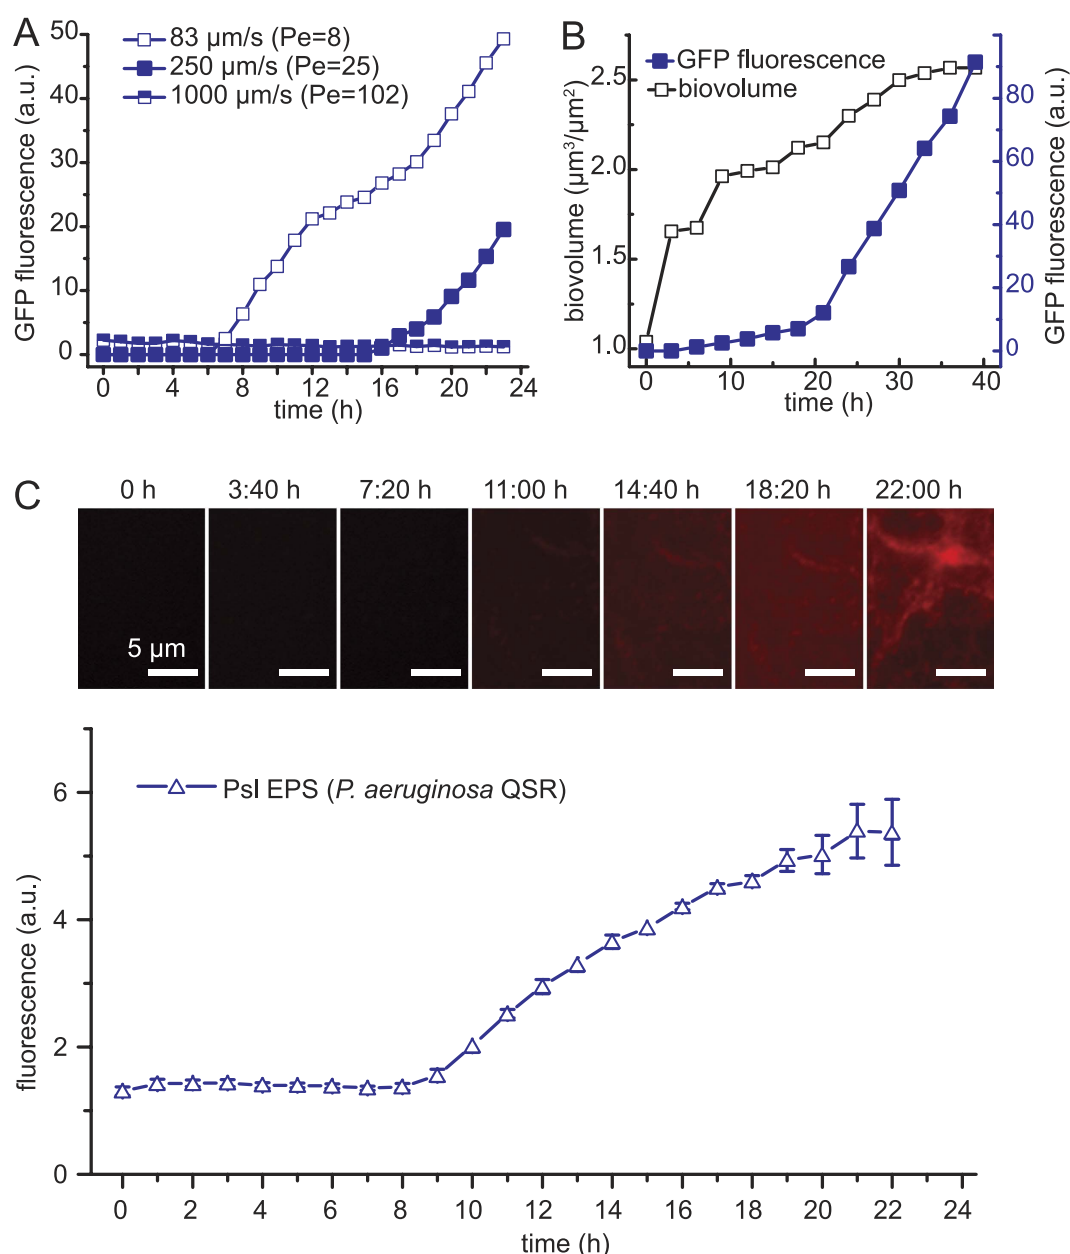 A
83 µm/s (Pe=8)
250 µm/s (Pe=25)
1000 µm/s (Pe=102)
GFP fluorescence (a.u.)
50
40
30
20
10
0
0 4 8 12 16 20 24
time (h)
B
GFP fluorescence
biovolume
biovolume (µm³/µm²)
2.5
2.0
1.5
1.0
GFP fluorescence (a.u.)
80
60
40
20
0
0 10 20 30 40
time (h)
C
0 h 3:40 h 7:20 h 11:00 h 14:40 h 18:20 h 22:00 h
5 µm
Psl EPS (P. aeruginosa QSR)
fluorescence (a.u.)
6
4
2
0
0 2 4 6 8 10 12 14 16 18 20 22 24
time (h)